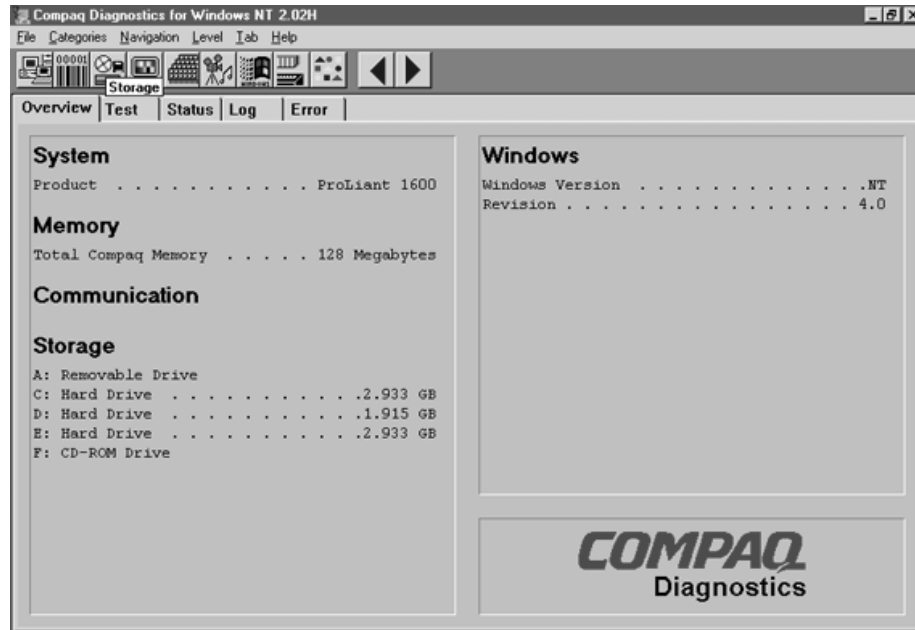 Compaq Diagnostics for Windows NT 2.02H
File Categories Navigation Level Tab Help
00001
Storage
Overview Test Status Log Error
System
Product . . . . . . . . . . . ProLiant 1600
Memory
Total Compaq Memory . . . . . 128 Megabytes
Communication
Storage
A: Removable Drive
C: Hard Drive . . . . . . . . . . .2.933 GB
D: Hard Drive . . . . . . . . . . .1.915 GB
E: Hard Drive . . . . . . . . . . .2.933 GB
F: CD-ROM Drive
Windows
Windows Version . . . . . . . . . . . . .NT
Revision . . . . . . . . . . . . . . . . 4.0
COMPAQ
Diagnostics